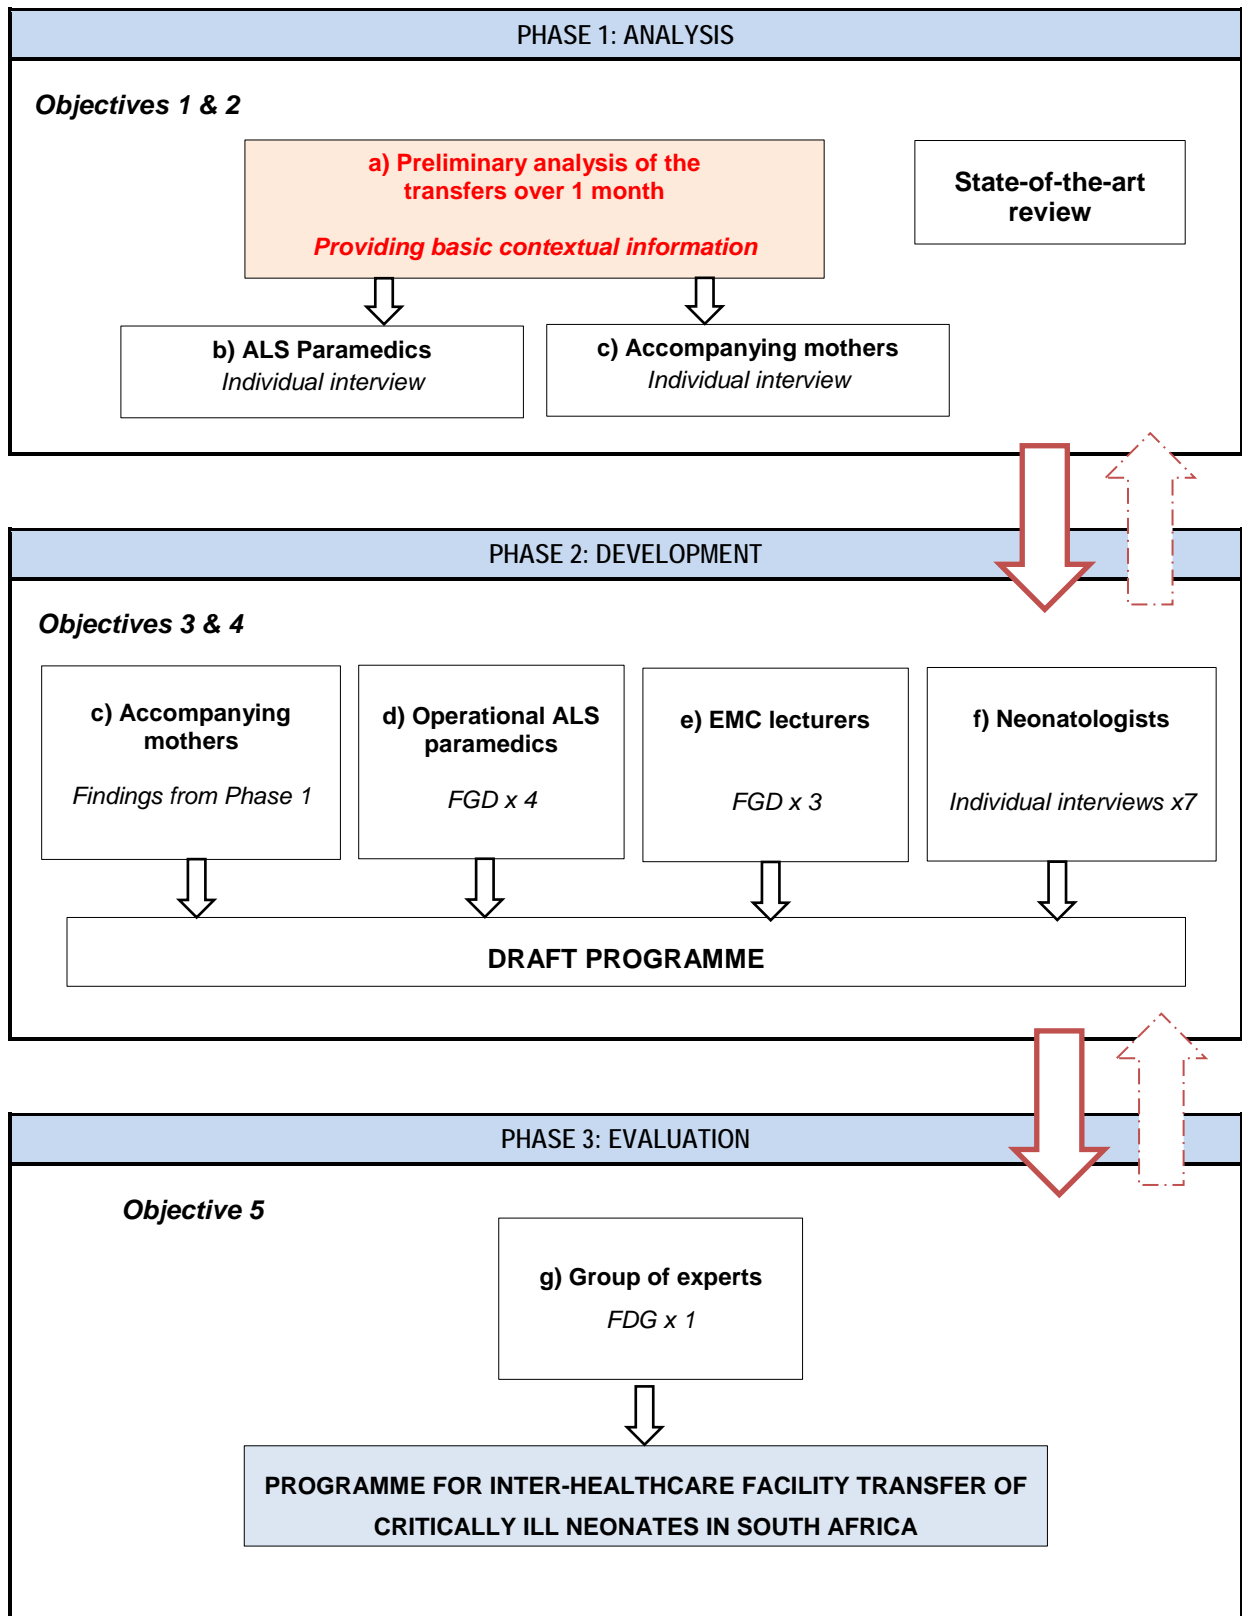 PHASE 1: ANALYSIS
Objectives 1 & 2
a) Preliminary analysis of the
transfers over 1 month
Providing basic contextual information
State-of-the-art
review
b) ALS Paramedics
Individual interview
c) Accompanying mothers
Individual interview
PHASE 2: DEVELOPMENT
Objectives 3 & 4
c) Accompanying
mothers
Findings from Phase 1
d) Operational ALS
paramedics
FGD x 4
e) EMC lecturers
FGD x 3
f) Neonatologists
Individual interviews x7
DRAFT PROGRAMME
PHASE 3: EVALUATION
Objective 5
g) Group of experts
FDG x 1
PROGRAMME FOR INTER-HEALTHCARE FACILITY TRANSFER OF
CRITICALLY ILL NEONATES IN SOUTH AFRICA